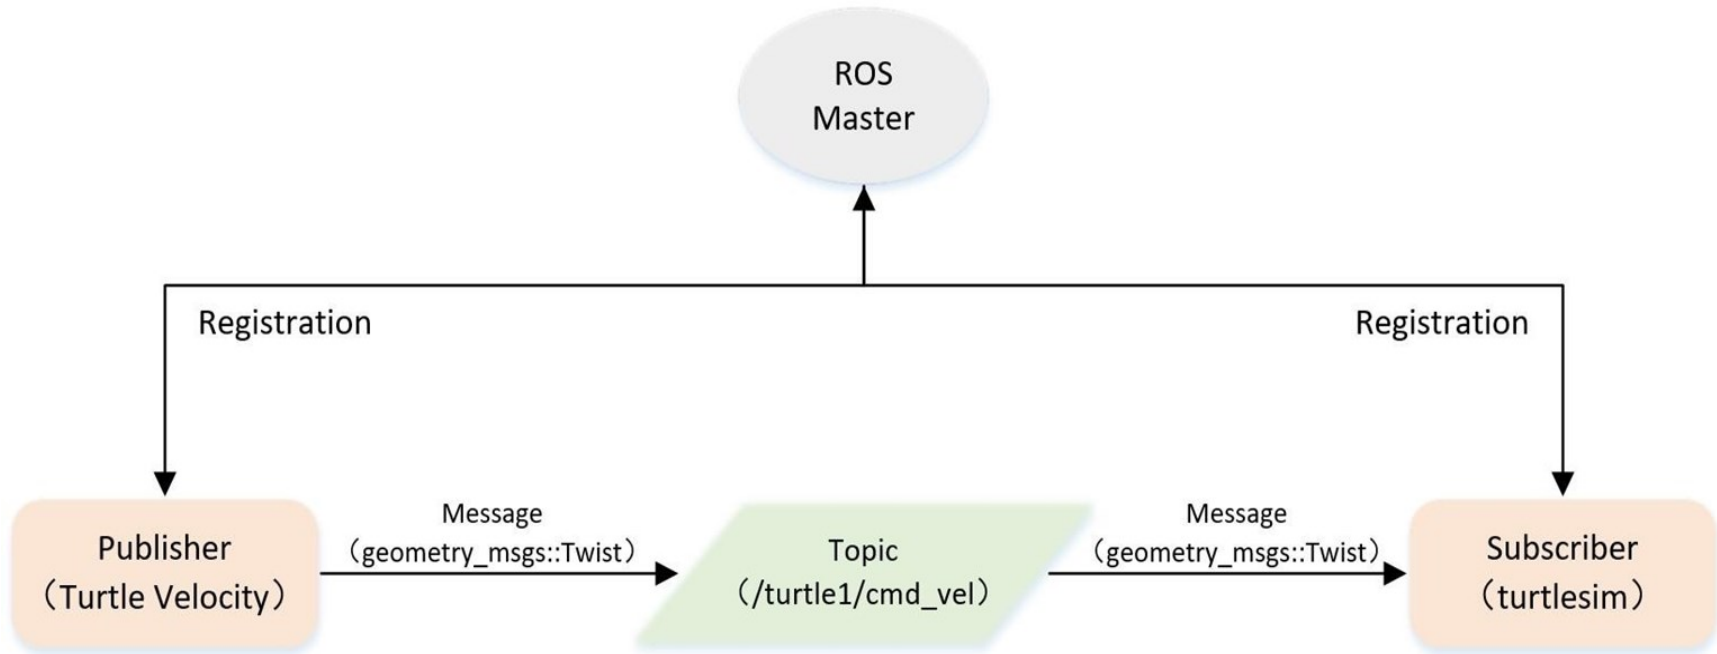 ROS
Master
Registration
Registration
Publisher
（Turtle Velocity）
Message
（geometry_msgs::Twist）
Topic
（/turtle1/cmd_vel）
Message
（geometry_msgs::Twist）
Subscriber
（turtlesim）